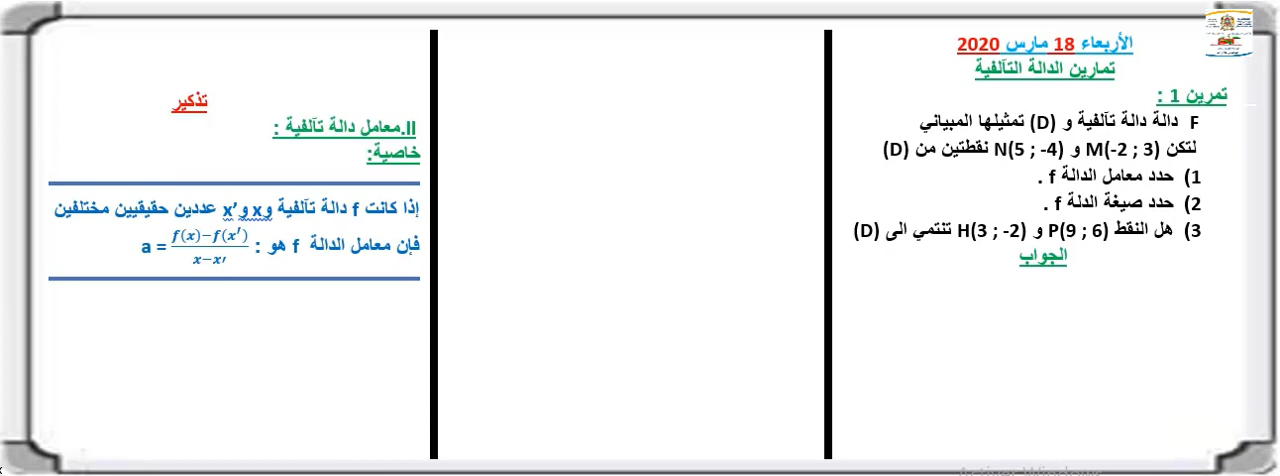 الأربعاء 18 مارس 2020
تمارين الدالة التآلفية
تمرين 1 :
F دالة دالة تآلفية و (D) تمثيلها المبياني
لتكن M(-2 ; 3) و N(5 ; -4) نقطتين من (D)
1) حدد معامل الدالة f .
2) حدد صيغة الدلة f .
3) هل النقط P(9 ; 6) و H(3 ; -2) تنتمي الى (D)
الجواب
تذكير
II.معامل دالة تآلفية :
خاصية:
إذا كانت f دالة تآلفية وx وx′ عددين حقيقيين مختلفين
فإن معامل الدالة f هو : a = \frac{f(x)-f(x′)}{x-x′}